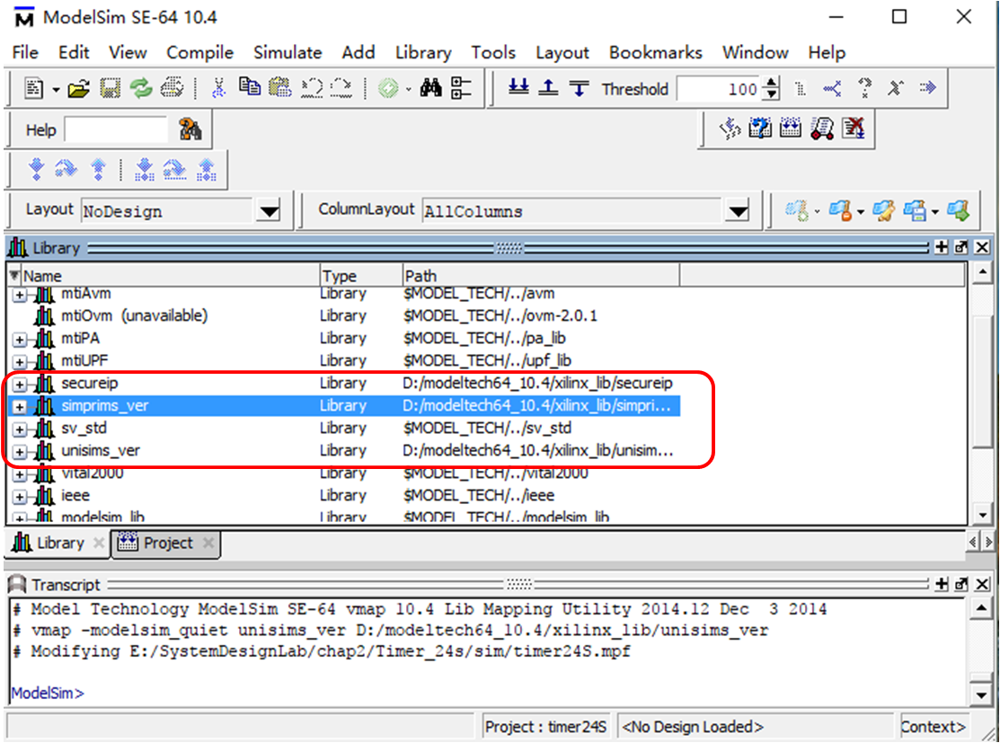 ModelSim SE-64 10.4
File Edit View Compile Simulate Add Library Tools Layout Bookmarks Window Help
Threshold 100
Help
Layout NoDesign ColumnLayout AllColumns
Library
Name Type Path
mtiAvm Library $MODEL_TECH/../avm
mtiOvm (unavailable) Library $MODEL_TECH/../ovm-2.0.1
mtiPA Library $MODEL_TECH/../pa_lib
mtiUPF Library $MODEL_TECH/../upf_lib
secureip Library D:/modeltech64_10.4/xilinx_lib/secureip
simprims_ver Library D:/modeltech64_10.4/xilinx_lib/simpri...
sv_std Library $MODEL_TECH/../sv_std
unisims_ver Library D:/modeltech64_10.4/xilinx_lib/unisim...
vital2000 Library $MODEL_TECH/../vital2000
ieee Library $MODEL_TECH/../ieee
modelsim_lib Library $MODEL_TECH/../modelsim_lib
Library Project
Transcript
# Model Technology ModelSim SE-64 vmap 10.4 Lib Mapping Utility 2014.12 Dec  3 2014
# vmap -modelsim_quiet unisims_ver D:/modeltech64_10.4/xilinx_lib/unisims_ver
# Modifying E:/SystemDesignLab/chap2/Timer_24s/sim/timer24S.mpf
ModelSim>
Project : timer24S <No Design Loaded> Context>